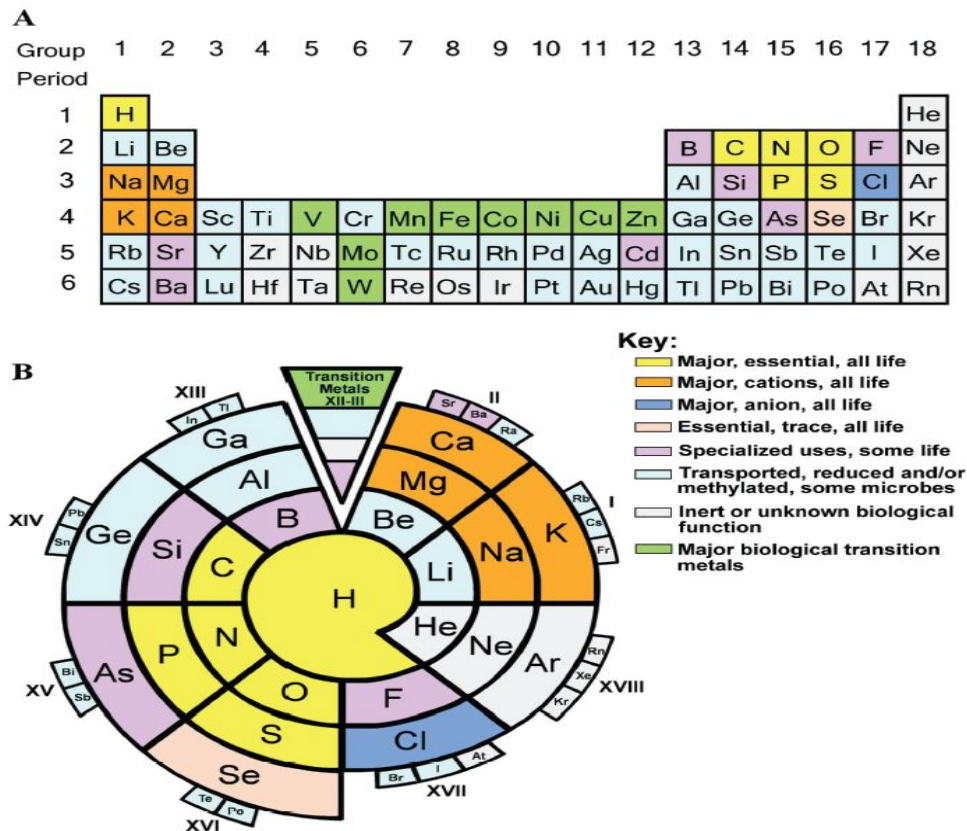 A
Group 1 2 3 4 5 6 7 8 9 10 11 12 13 14 15 16 17 18
Period
1 H He
2 Li Be B C N O F Ne
3 Na Mg Al Si P S Cl Ar
4 K Ca Sc Ti V Cr Mn Fe Co Ni Cu Zn Ga Ge As Se Br Kr
5 Rb Sr Y Zr Nb Mo Tc Ru Rh Pd Ag Cd In Sn Sb Te I Xe
6 Cs Ba Lu Hf Ta W Re Os Ir Pt Au Hg Tl Pb Bi Po At Rn
B
Transition
Metals
XII-III
XIII
In Tl
Ga
Al
B
II
Sr Ba Ra
Ca
Mg
Be
I
Rb
Cs
Fr
K
Na
Li
XIV
Pb
Sn
Ge
Si
C
H
He
Ne
Ar
Rn
Xe
Kr
XVIII
N
P
As
Bi
Sb
XV
O
S
Se
Te
Po
XVI
F
Cl
Br I At
XVII
Key:
Major, essential, all life
Major, cations, all life
Major, anion, all life
Essential, trace, all life
Specialized uses, some life
Transported, reduced and/or
methylated, some microbes
Inert or unknown biological
function
Major biological transition
metals